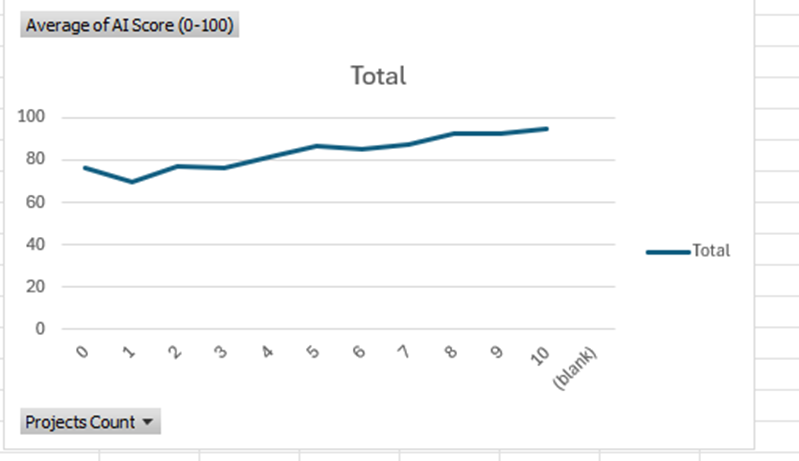 Average of AI Score (0-100)
Total
100
80
60
40
20
0
Total
0 1 2 3 4 5 6 7 8 9 10 (blank)
Projects Count